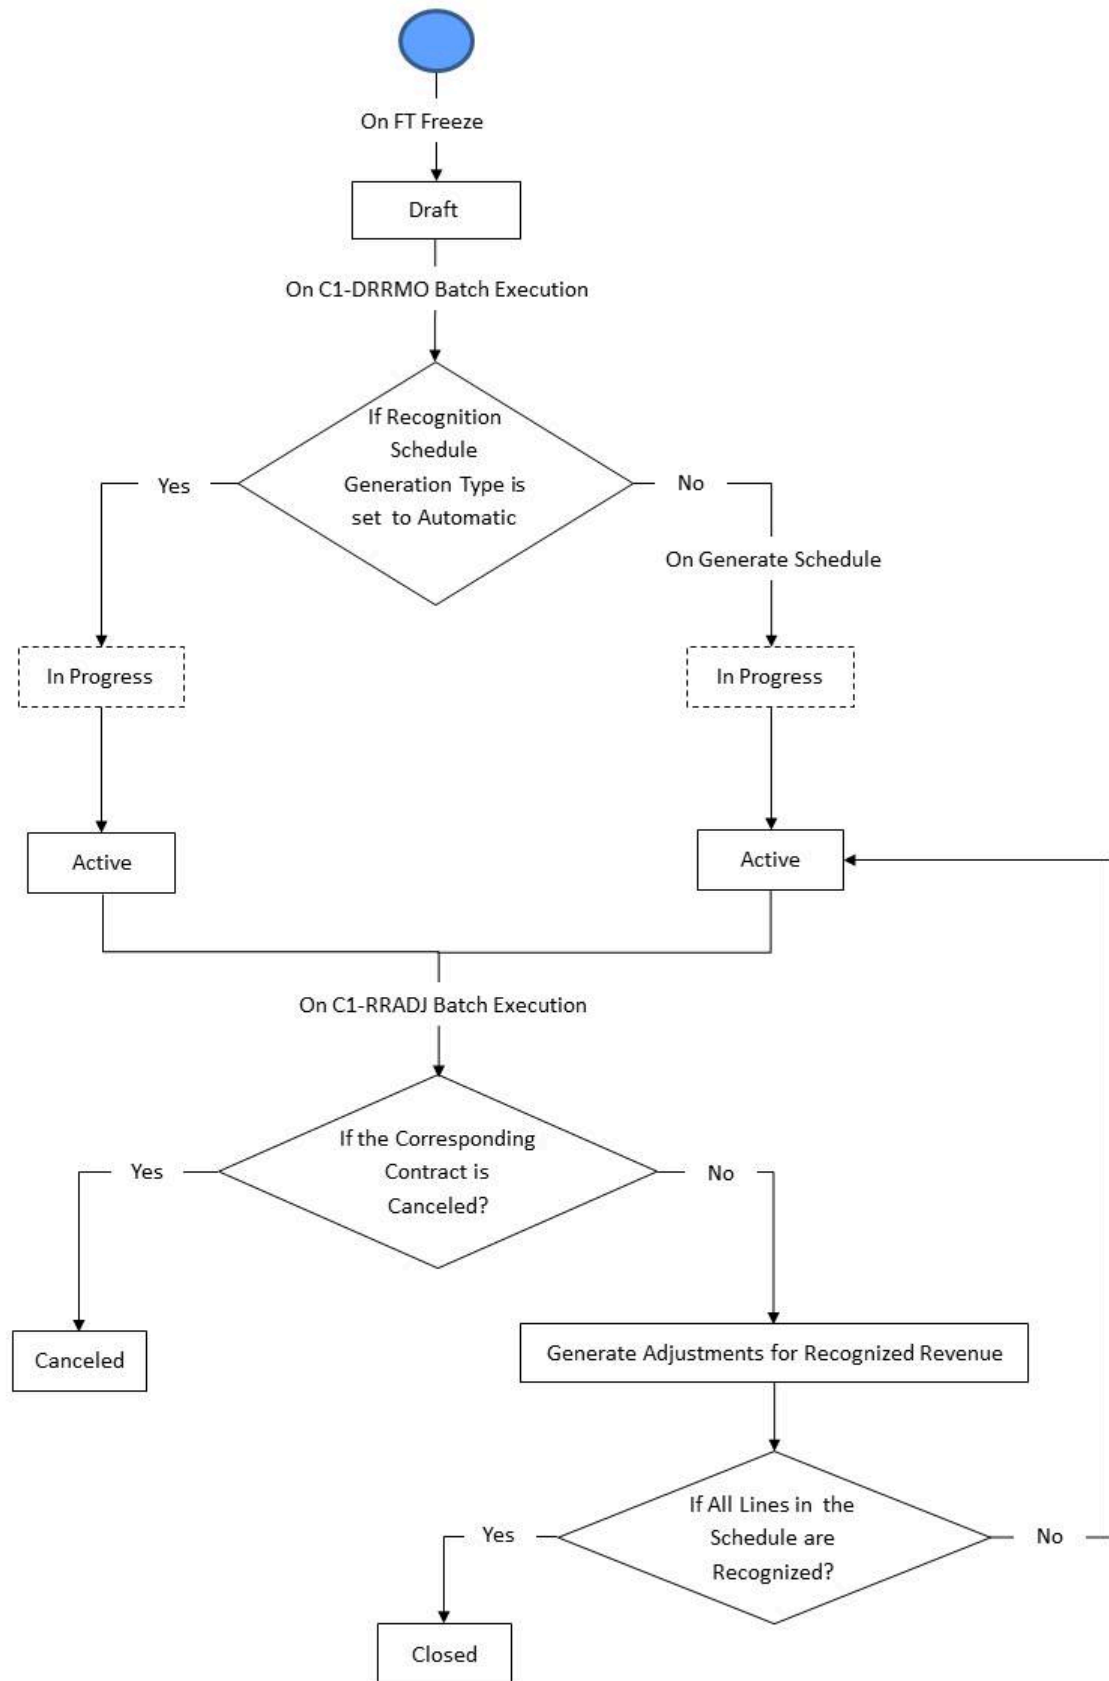 On FT Freeze
Draft
On C1-DRRMO Batch Execution
If Recognition
Schedule
Generation Type is
set to Automatic
Yes
No
On Generate Schedule
In Progress
In Progress
Active
Active
On C1-RRADJ Batch Execution
If the Corresponding
Contract is
Canceled?
Yes
No
Canceled
Generate Adjustments for Recognized Revenue
If All Lines in the
Schedule are
Recognized?
Yes
No
Closed